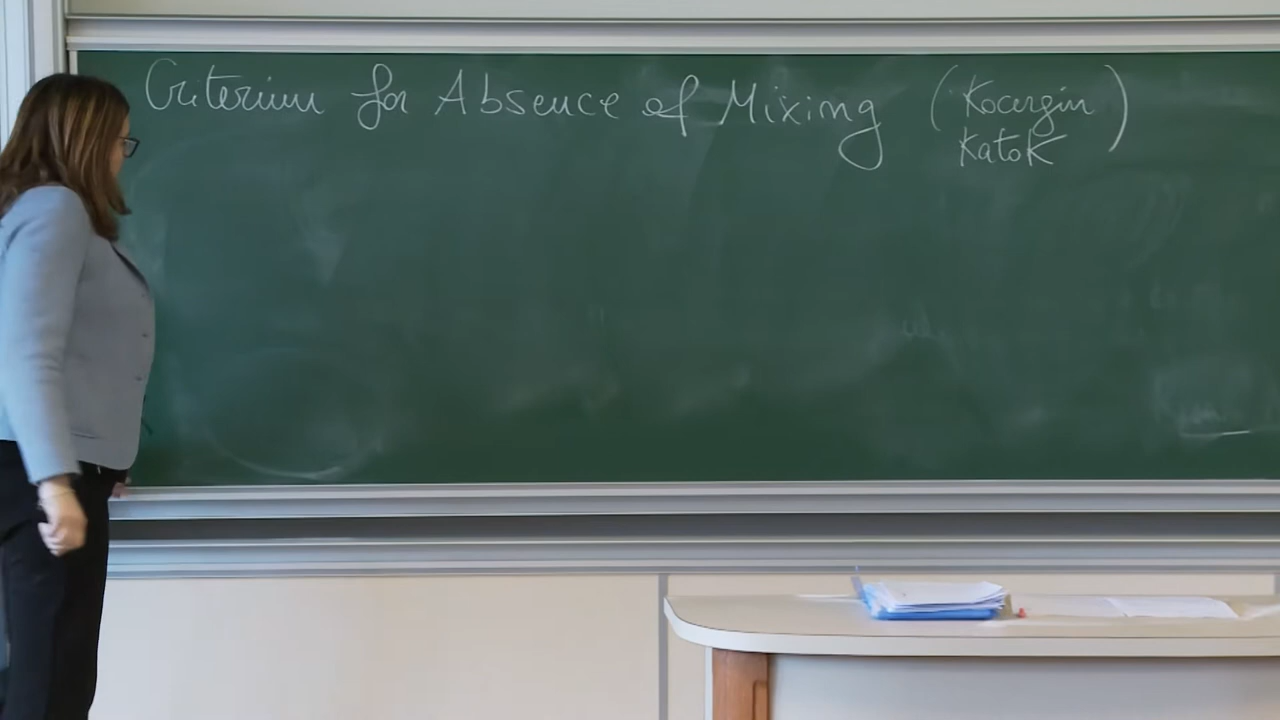 Criterium for Absence of Mixing (Kocergin
Katok)